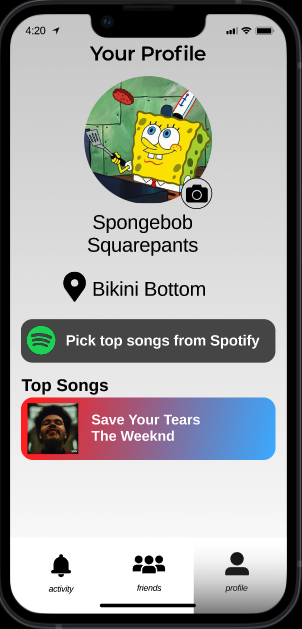 4:20
Your Profile
Spongebob
Squarepants
Bikini Bottom
Pick top songs from Spotify
Top Songs
Save Your Tears
The Weeknd
activity
friends
profile